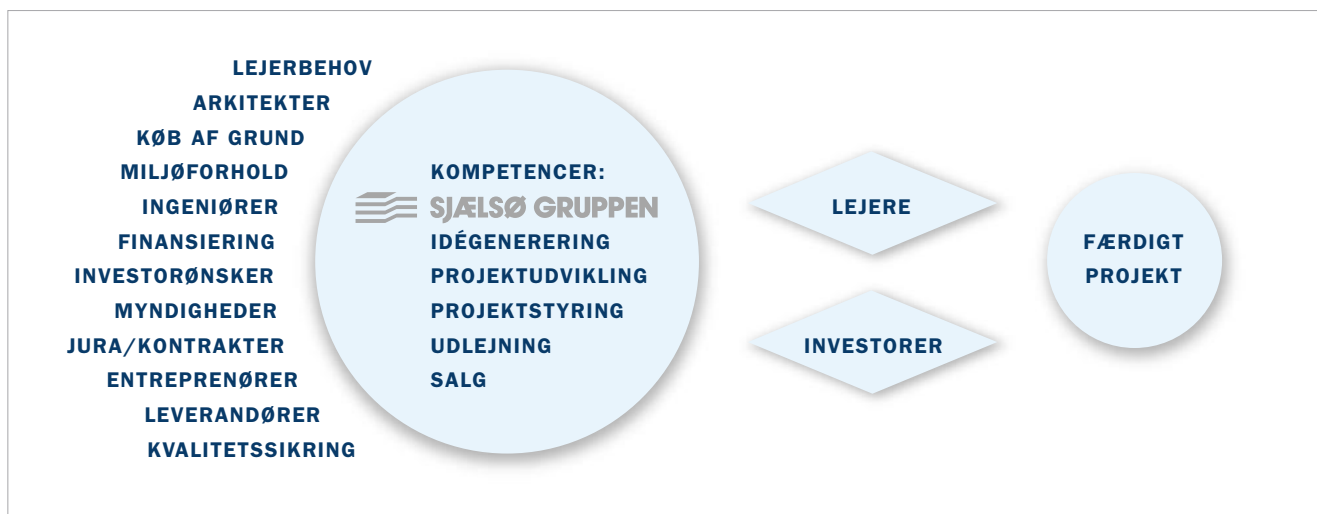 LEJERBEHOV
ARKITEKTER
KØB AF GRUND
MILJØFORHOLD
INGENIØRER
FINANSIERING
INVESTORØNSKER
MYNDIGHEDER
JURA/KONTRAKTER
ENTREPRENØRER
LEVERANDØRER
KVALITETSSIKRING
KOMPETENCER:
SJÆLSØ GRUPPEN
IDÉGENERERING
PROJEKTUDVIKLING
PROJEKTSTYRING
UDLEJNING
SALG
LEJERE
INVESTORER
FÆRDIGT
PROJEKT